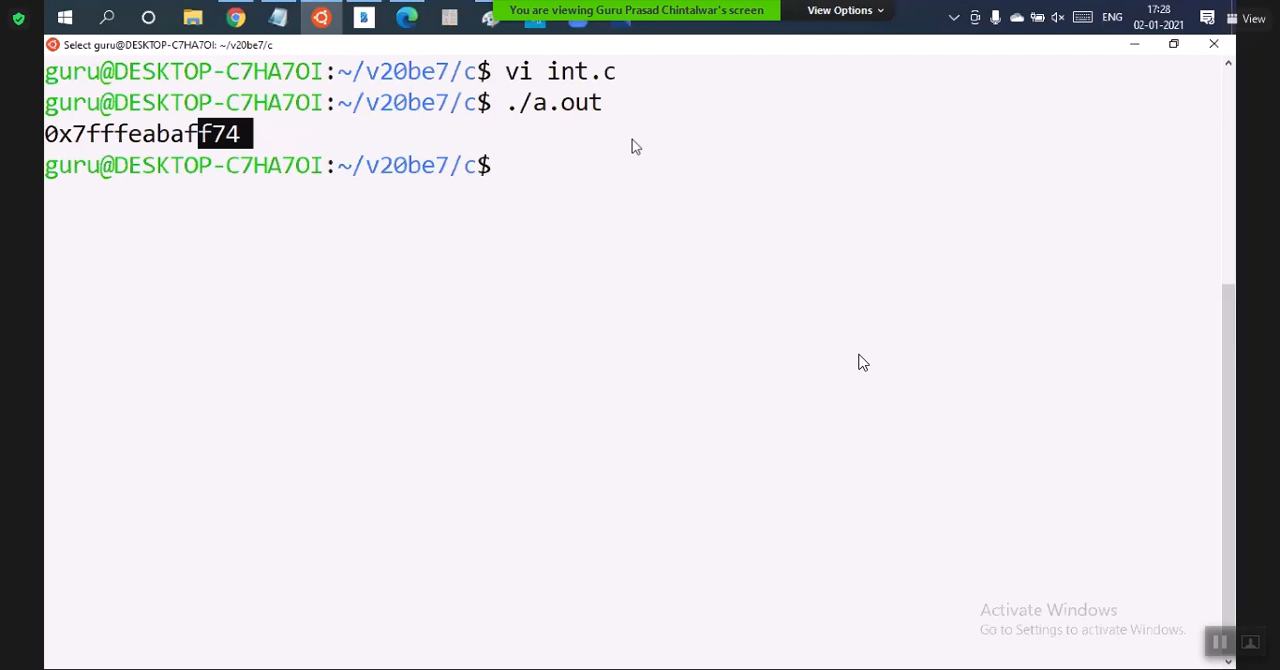 You are viewing Guru Prasad Chintalwar's screen
View Options
ENG
17:28
02-01-2021
View
Select guru@DESKTOP-C7HA7OI: ~/v20be7/c
guru@DESKTOP-C7HA7OI:~/v20be7/c$ vi int.c
guru@DESKTOP-C7HA7OI:~/v20be7/c$ ./a.out
0x7fffeabaff74
guru@DESKTOP-C7HA7OI:~/v20be7/c$
Activate Windows
Go to Settings to activate Windows.